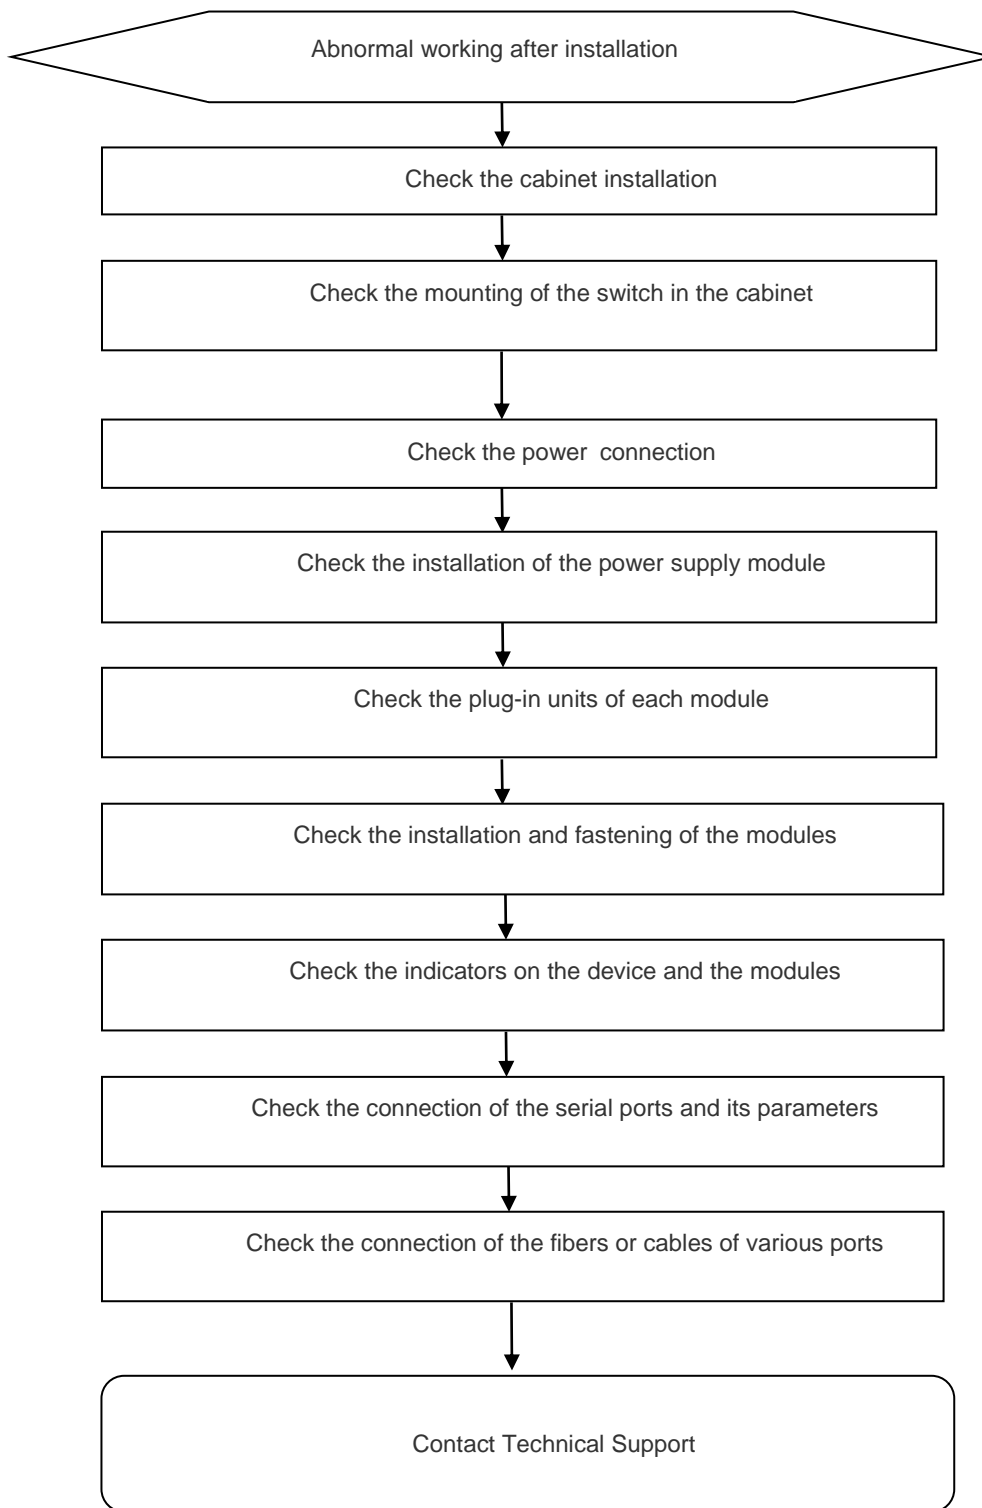 Abnormal working after installation
Check the cabinet installation
Check the mounting of the switch in the cabinet
Check the power  connection
Check the installation of the power supply module
Check the plug-in units of each module
Check the installation and fastening of the modules
Check the indicators on the device and the modules
Check the connection of the serial ports and its parameters
Check the connection of the fibers or cables of various ports
Contact Technical Support